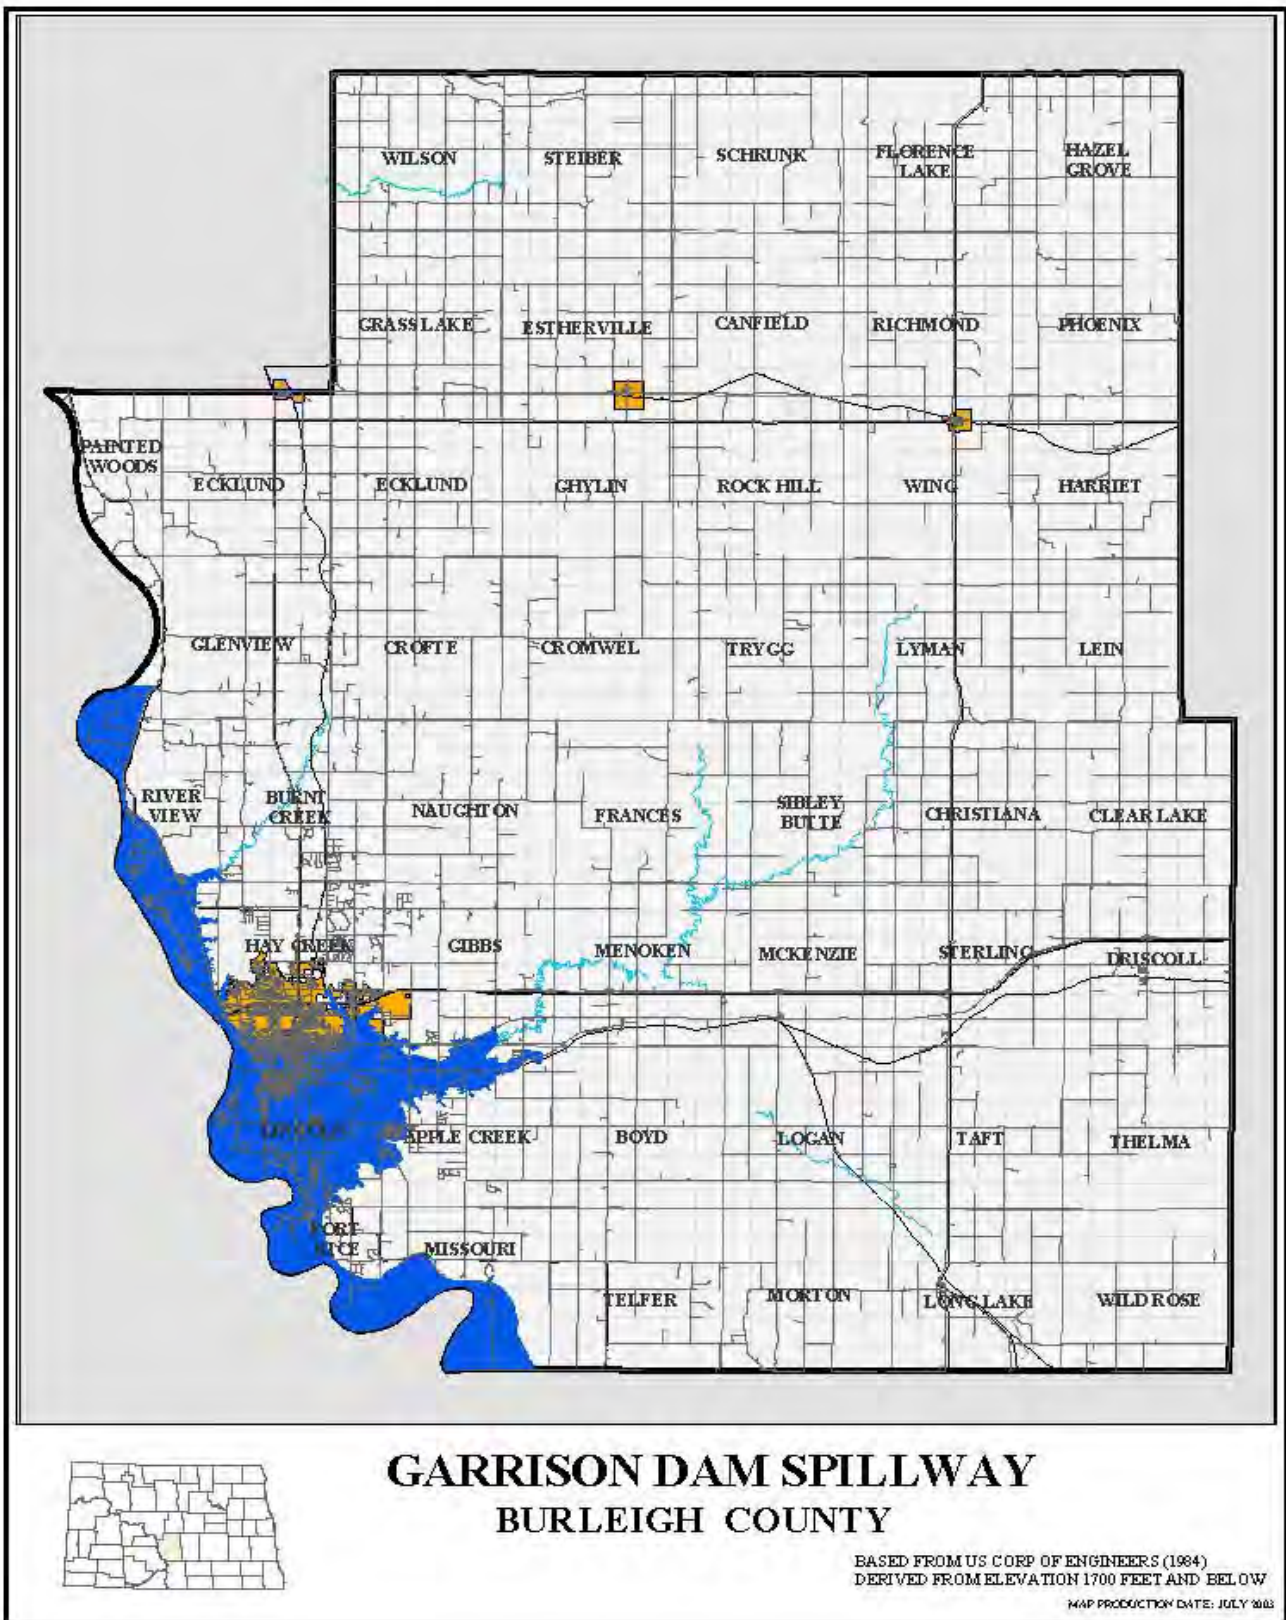 WILSON
STEIBER
SCHRUNK
FLORENCE
LAKE
HAZEL
GROVE
GRASS LAKE
ESTHERVILLE
CANFIELD
RICHMOND
PHOENIX
PAINTED
WOODS
ECKLUND
ECKLUND
GHYLIN
ROCK HILL
WING
HARRIET
GLENVIEW
CROFTE
CROMWEL
TRYGG
LYMAN
LEIN
RIVER
VIEW
BURNT
CREEK
NAUGHTON
FRANCES
SIBLEY
BUTTE
CHRISTIANA
CLEAR LAKE
HAY CREEK
GIBBS
MENOKEN
MCKENZIE
STERLING
DRISCOLL
LINCOLN
APPLE CREEK
BOYD
LOGAN
TAFT
THELMA
FORT
RICE
MISSOURI
TELFER
MORTON
LONG LAKE
WILD ROSE
GARRISON DAM SPILLWAY
BURLEIGH COUNTY
BASED FROM US CORP OF ENGINEERS (1984)
DERIVED FROM ELEVATION 1700 FEET AND BELOW
MAP PRODUCTION DATE: JULY